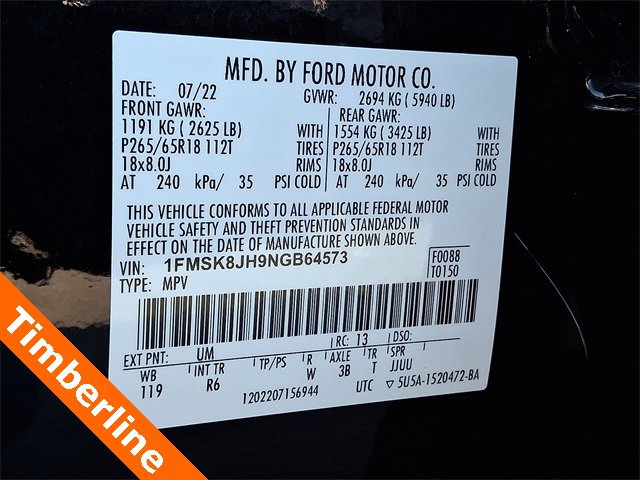 MFD. BY FORD MOTOR CO.
DATE: 07/22 GVWR: 2694 KG ( 5940 LB)
FRONT GAWR: REAR GAWR:
1191 KG ( 2625 LB) WITH 1554 KG ( 3425 LB) WITH
P265/65R18 112T TIRES P265/65R18 112T TIRES
18x8.0J RIMS 18x8.0J RIMS
AT 240 kPa/ 35 PSI COLD AT 240 kPa/ 35 PSI COLD
THIS VEHICLE CONFORMS TO ALL APPLICABLE FEDERAL MOTOR
VEHICLE SAFETY AND THEFT PREVENTION STANDARDS IN
EFFECT ON THE DATE OF MANUFACTURE SHOWN ABOVE.
VIN: 1FMSK8JH9NGB64573 F0088
TYPE: MPV T0150
EXT PNT: UM RC: 13 DSO:
WB INT TR TP/PS R AXLE TR SPR
119 R6 W 3B T JJUU
1202207156944 UTC 5U5A-1520472-BA
Timberline